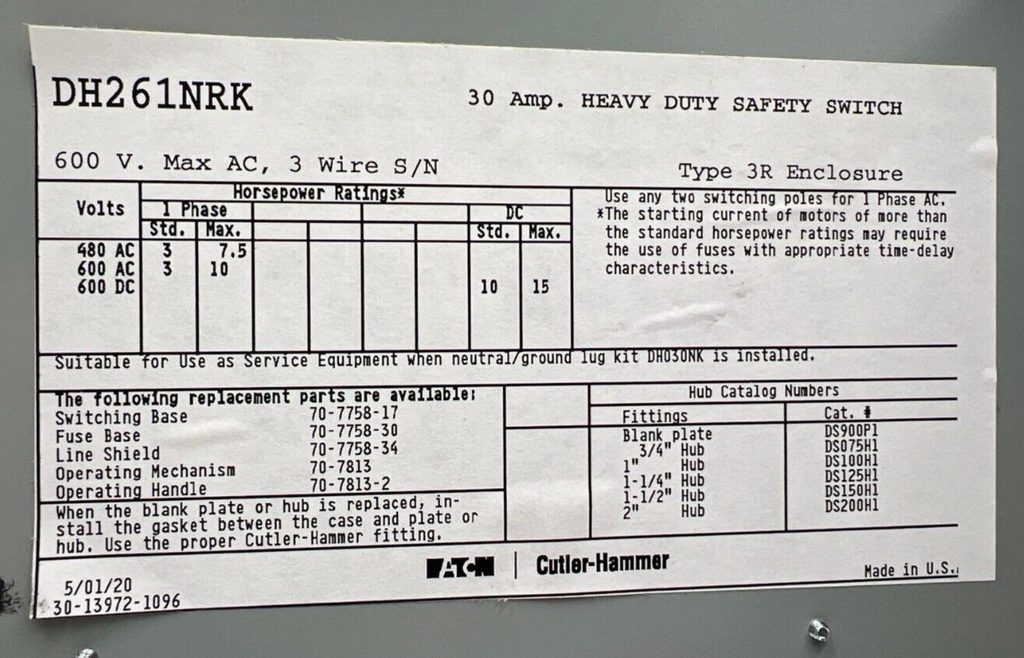 DH261NRK
30 Amp. HEAVY DUTY SAFETY SWITCH
600 V. Max AC, 3 Wire S/N
Type 3R Enclosure
Volts
Horsepower Ratings*
1 Phase
DC
Std. Max. Std. Max.
480 AC 3 7.5
600 AC 3 10
600 DC 10 15
Use any two switching poles for 1 Phase AC.
*The starting current of motors of more than
the standard horsepower ratings may require
the use of fuses with appropriate time-delay
characteristics.
Suitable for Use as Service Equipment when neutral/ground lug kit DH030NK is installed.
The following replacement parts are available:
Switching Base 70-7758-17
Fuse Base 70-7758-30
Line Shield 70-7758-34
Operating Mechanism 70-7813
Operating Handle 70-7813-2
When the blank plate or hub is replaced, in-
stall the gasket between the case and plate or
hub. Use the proper Cutler-Hammer fitting.
Hub Catalog Numbers
Fittings Cat. #
Blank plate DS900P1
3/4" Hub DS075H1
1" Hub DS100H1
1-1/4" Hub DS125H1
1-1/2" Hub DS150H1
2" Hub DS200H1
EATON | Cutler-Hammer
Made in U.S.
5/01/20
30-13972-1096